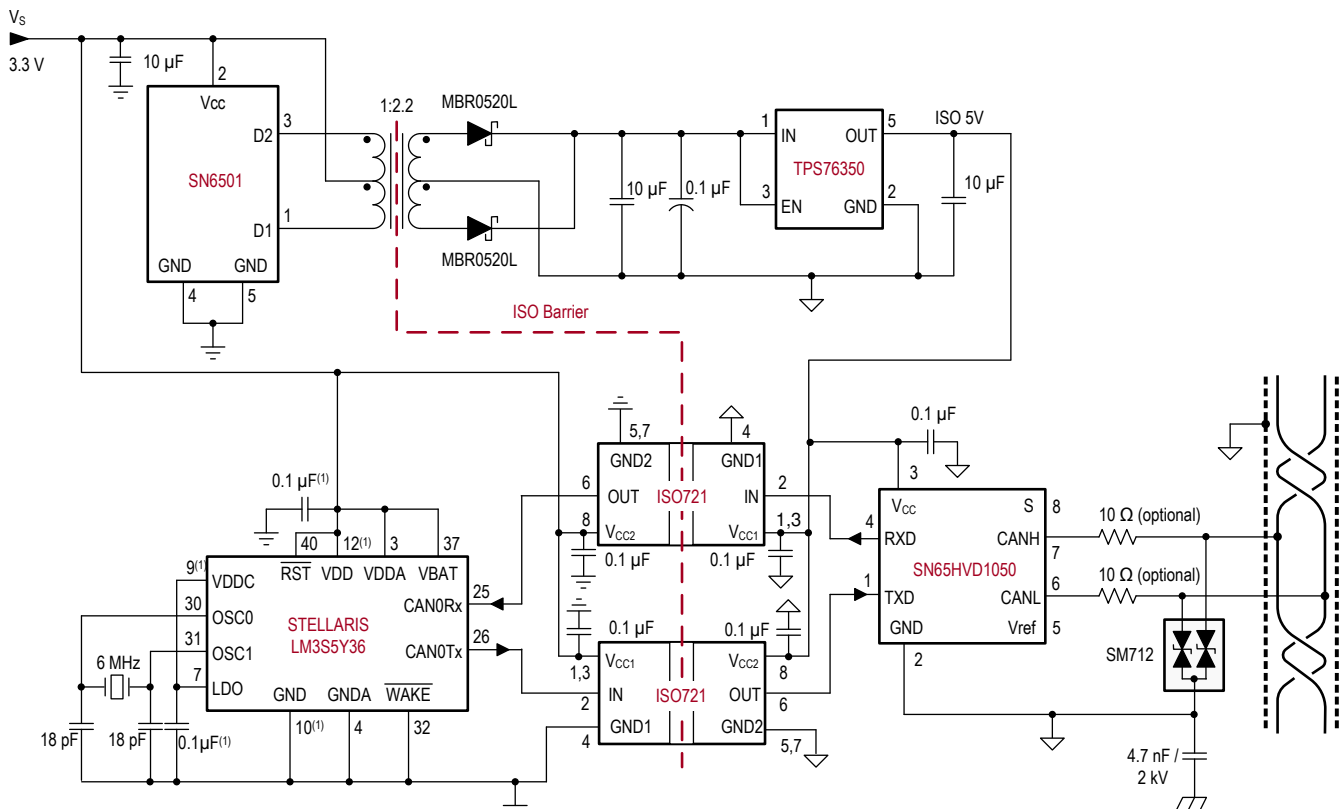 VS
3.3 V
10 µF
2
Vcc
D2
3
SN6501
D1
1
GND
GND
4
5
1:2.2
MBR0520L
MBR0520L
10 µF
0.1 µF
1
IN
OUT
5
TPS76350
3
EN
GND
2
ISO 5V
10 µF
ISO Barrier
5,7
GND2
6
OUT
8
VCC2
0.1 µF
ISO721
4
GND1
IN
2
1,3
VCC1
0.1 µF
0.1 µF
3
VCC
S
8
4
RXD
CANH
7
10 Ω (optional)
SN65HVD1050
1
TXD
CANL
6
10 Ω (optional)
GND
Vref
5
2
SM712
4.7 nF /
2 kV
0.1 µF(1)
40
12(1)
3
37
RST
VDD
VDDA
VBAT
9(1)
VDDC
30
OSC0
31
OSC1
7
LDO
CAN0Rx
25
CAN0Tx
26
STELLARIS
LM3S5Y36
GND
GNDA
WAKE
10(1)
4
32
6 MHz
18 pF
18 pF
0.1µF(1)
0.1 µF
1,3
VCC1
2
IN
4
GND1
ISO721
0.1 µF
VCC2
8
OUT
6
GND2
5,7